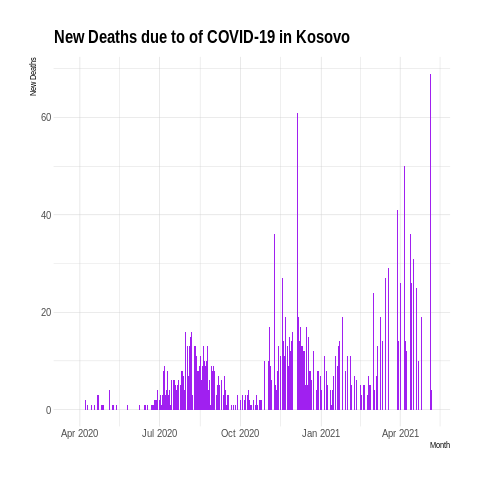 New Deaths due to of COVID-19 in Kosovo
New Deaths
60
40
20
0
Apr 2020 Jul 2020 Oct 2020 Jan 2021 Apr 2021
Month